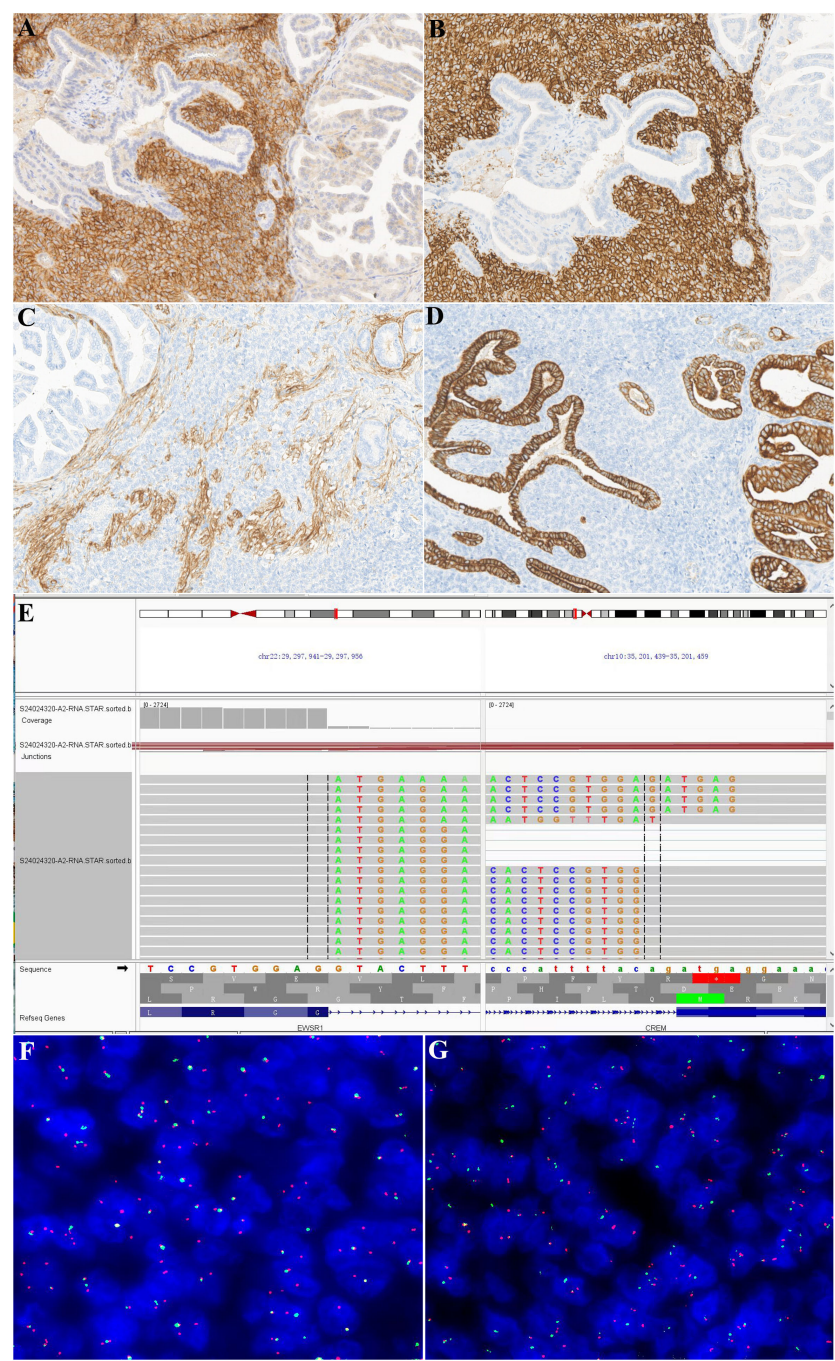 A
B
C
D
E
chr22:29,297,941-29,297,956
chr10:35,201,439-35,201,459
S24024320-A2-RNA.STAR.sorted.b
Coverage
[0 - 2724]
[0 - 2724]
S24024320-A2-RNA.STAR.sorted.b
Junctions
A T G A A A A
A C T C C G T G G A G A T G A G
A T G A G A A
A C T C C G T G G A G A T G A G
A T G A G A A
A C T C C G T G G A G A T G A G
A T G A G G A
A C T C C G T G G A G A T G A G
A T G A G G A
A A T G G T T T G A T
A T G A G G A
A T G A G G A
A T G A G G A
S24024320-A2-RNA.STAR.sorted.b
A T G A G G A
C A C T C C G T G G
A T G A G G A
C A C T C C G T G G
A T G A G G A
C A C T C C G T G G
A T G A G G A
C A C T C C G T G G
A T G A G G A
C A C T C C G T G G
A T G A G G A
C A C T C C G T G G
A T G A G G A
C A C T C C G T G G
A T G A G G A
C A C T C C G T G G
A T G A G G A
C A C T C C G T G G
Sequence
T C C G T G G A G G T A C T T T
c c c a t t t t a c a g a t g a g g a a a c
Refseq Genes
L R G G
EWSR1
CREM
F
G